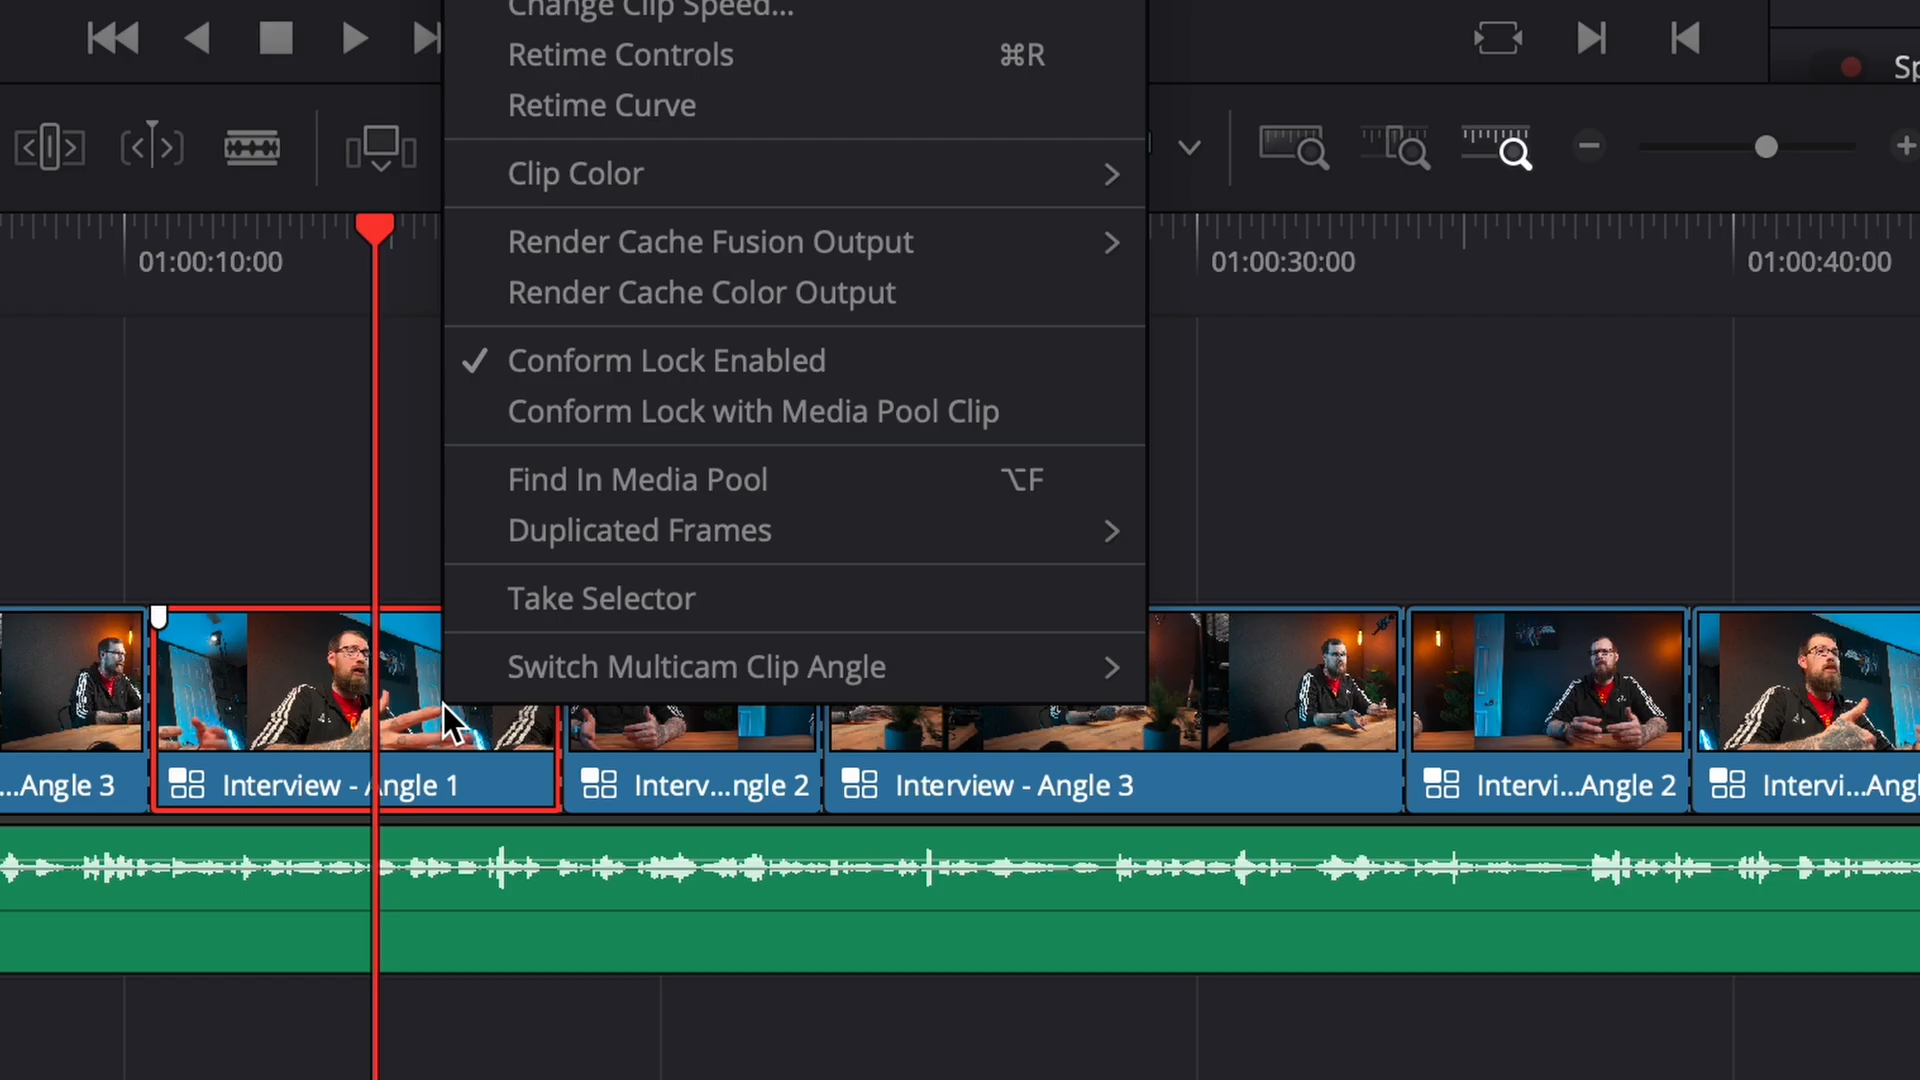 Change Clip Speed...
Retime Controls ⌘R
Retime Curve
Sp
Clip Color
Render Cache Fusion Output
Render Cache Color Output
01:00:10:00
01:00:30:00
01:00:40:00
✓ Conform Lock Enabled
Conform Lock with Media Pool Clip
Find In Media Pool ⌥F
Duplicated Frames
Take Selector
Switch Multicam Clip Angle
...Angle 3
Interview - Angle 1
Interv...ngle 2
Interview - Angle 3
Intervi...Angle 2
Intervi...Angl